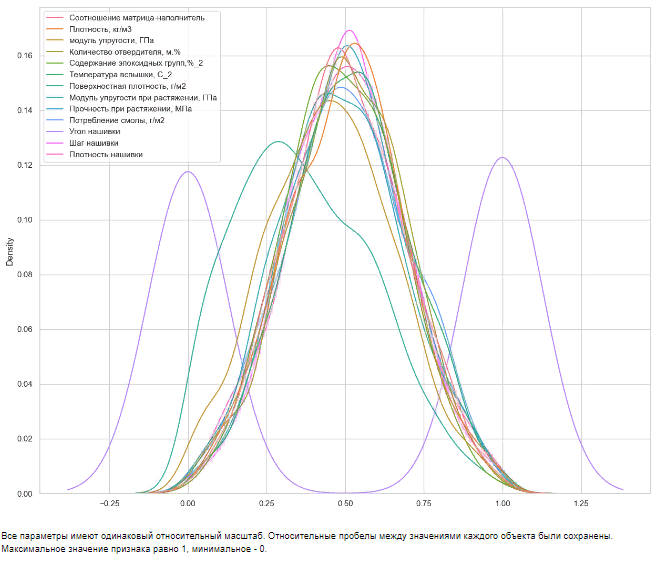 Соотношение матрица-наполнитель
Плотность, кг/м3
модуль упругости, ГПа
Количество отвердителя, м.%
Содержание эпоксидных групп,%_2
Температура вспышки, С_2
Поверхностная плотность, г/м2
Модуль упругости при растяжении, ГПа
Прочность при растяжении, МПа
Потребление смолы, г/м2
Угол нашивки
Шаг нашивки
Плотность нашивки
0.16
0.14
0.12
0.10
0.08
0.06
0.04
0.02
0.00
Density
−0.25
0.00
0.25
0.50
0.75
1.00
1.25
Все параметры имеют одинаковый относительный масштаб. Относительные пробелы между значениями каждого объекта были сохранены.
Максимальное значение признака равно 1, минимальное - 0.